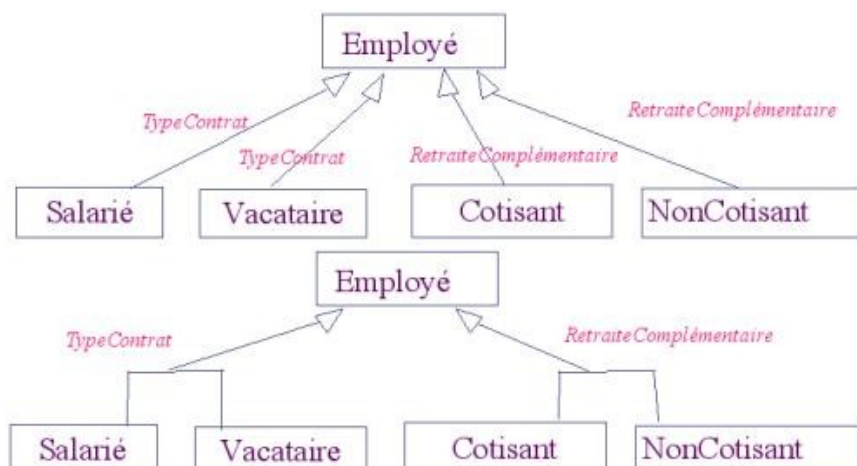 Employé
TypeContrat
RetraiteComplémentaire
TypeContrat
RetraiteComplémentaire
Salarié
Vacataire
Cotisant
NonCotisant
Employé
TypeContrat
RetraiteComplémentaire
Salarié
Vacataire
Cotisant
NonCotisant